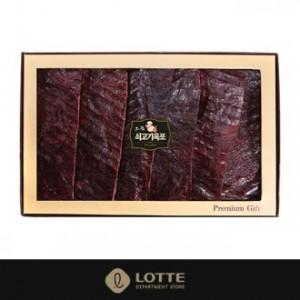 쇠고기육포
Premium Gift
LOTTE
DEPARTMENT STORE